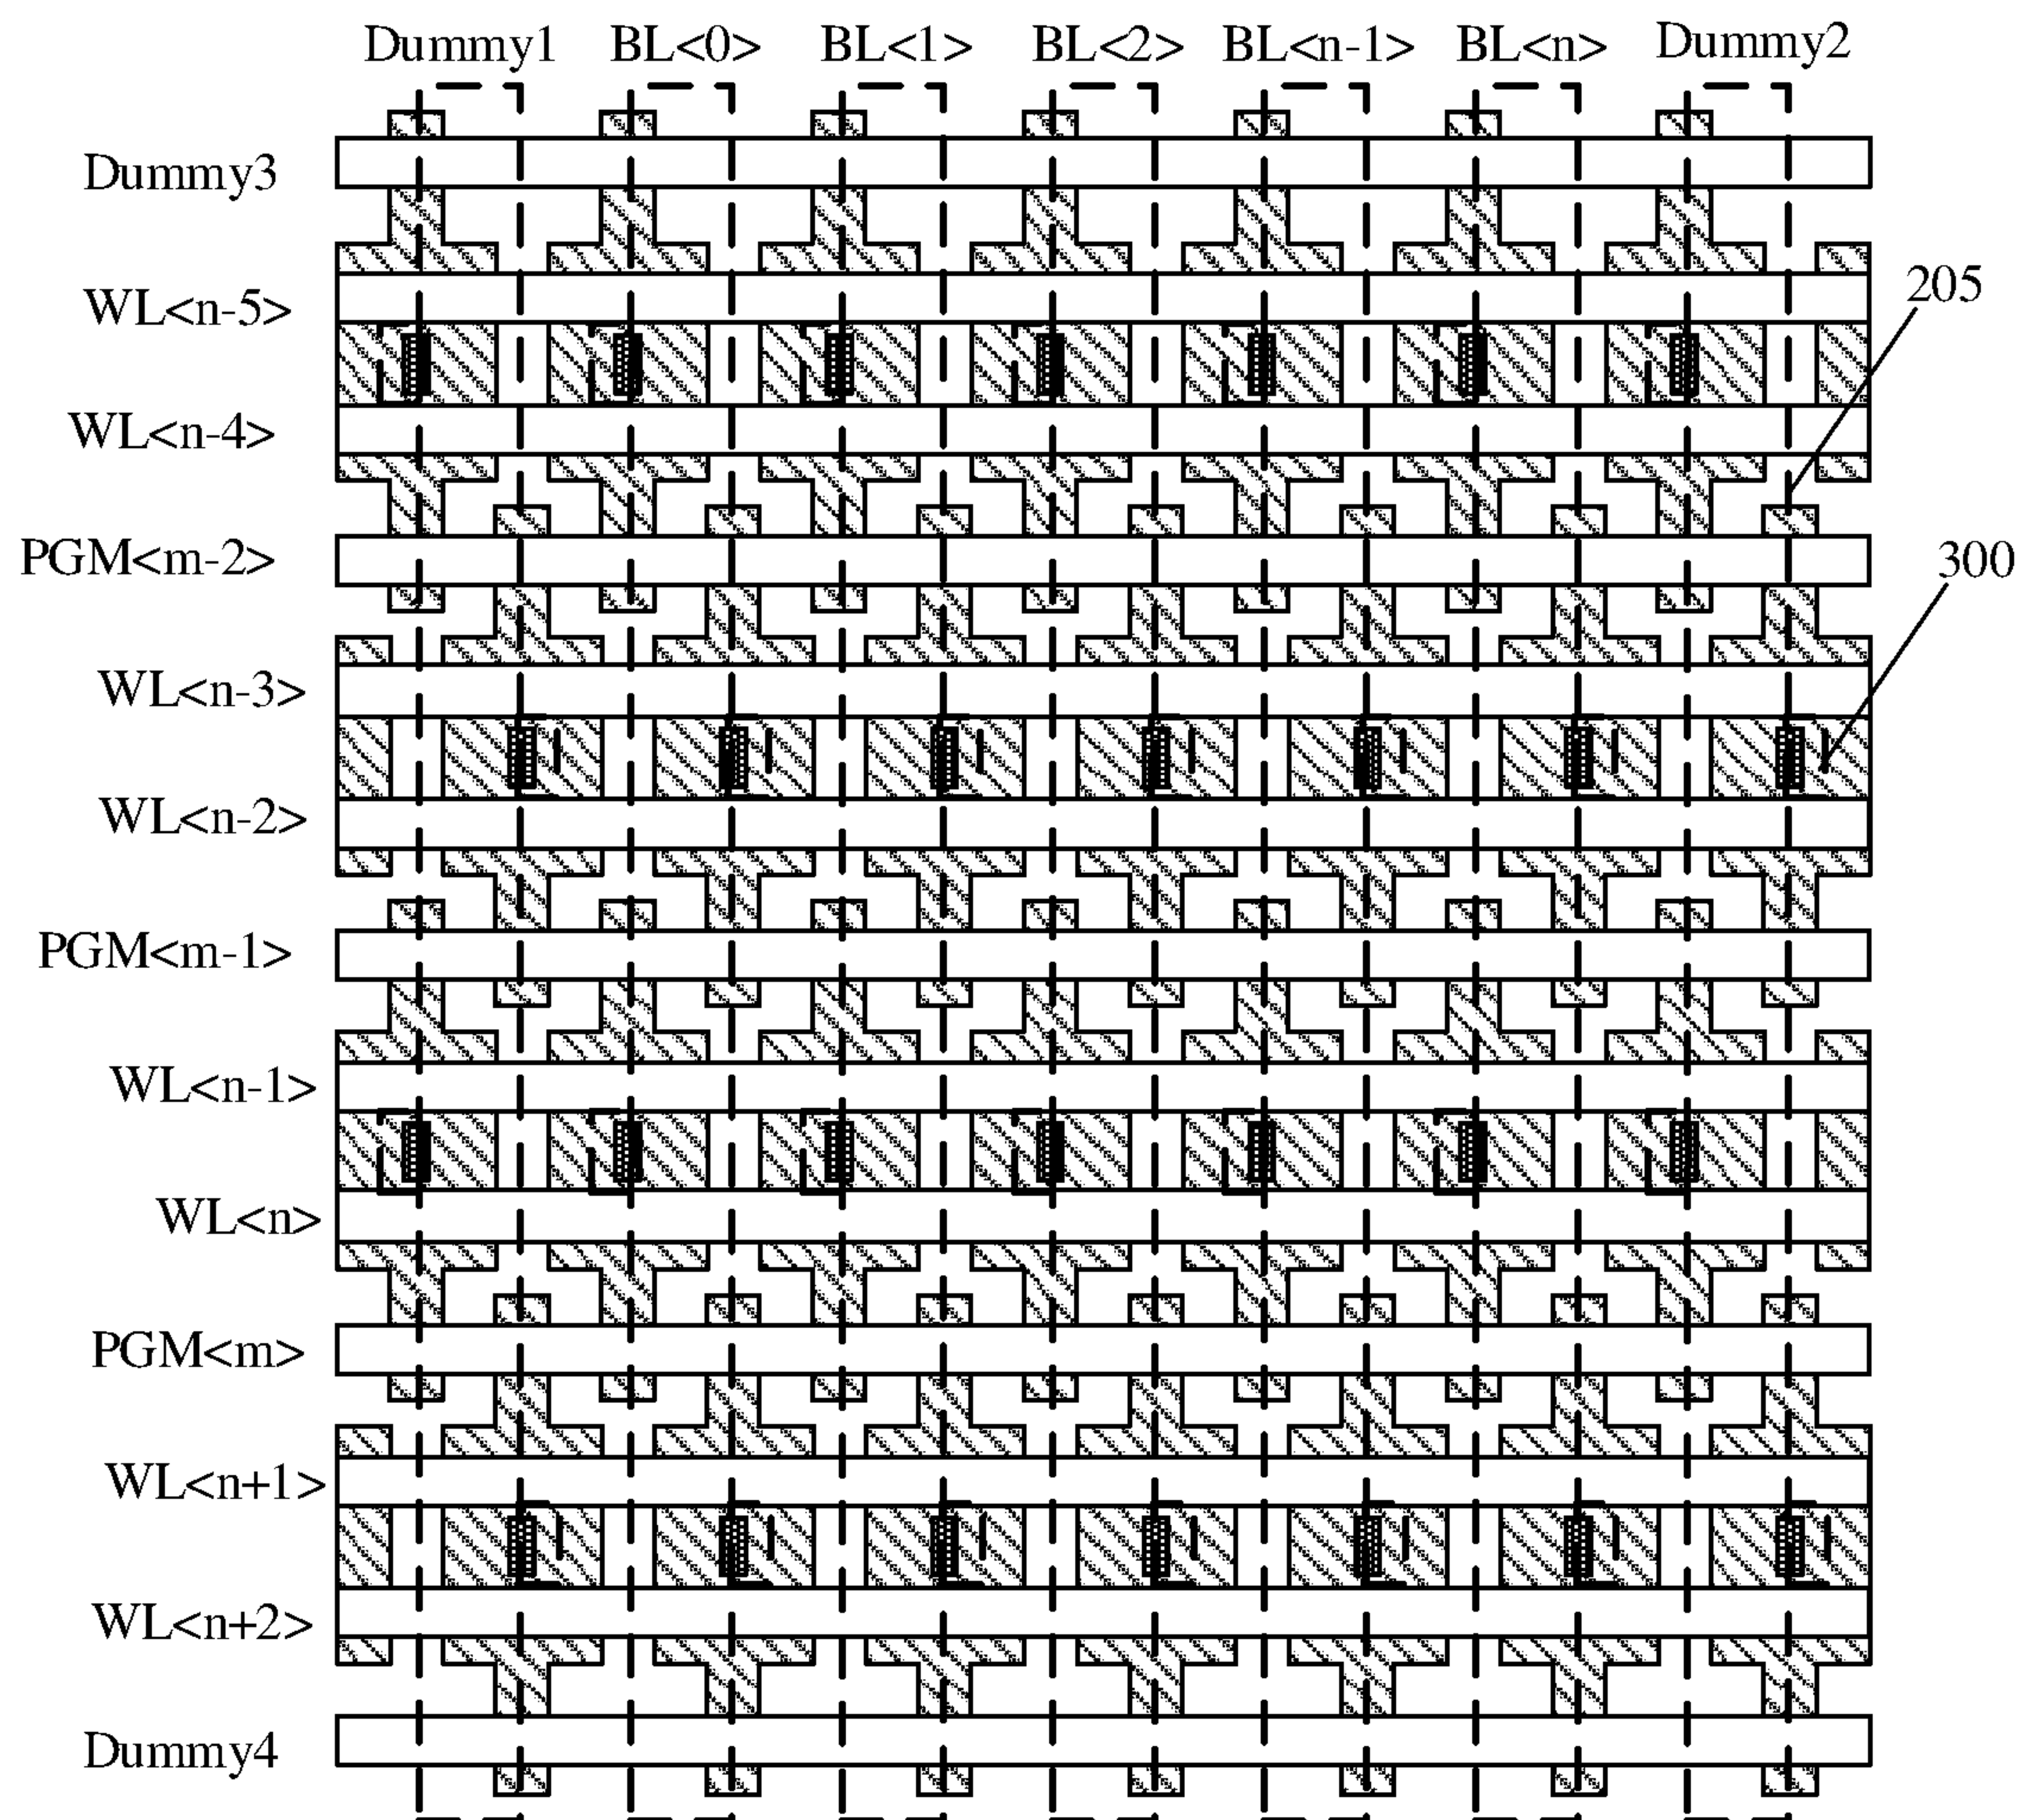 Dummy1 BL<0> BL<1> BL<2> BL<n-1> BL<n> Dummy2
Dummy3
205
WL<n-5>
WL<n-4>
PGM<m-2>
300
WL<n-3>
WL<n-2>
PGM<m-1>
WL<n-1>
WL<n>
PGM<m>
WL<n+1>
WL<n+2>
Dummy4